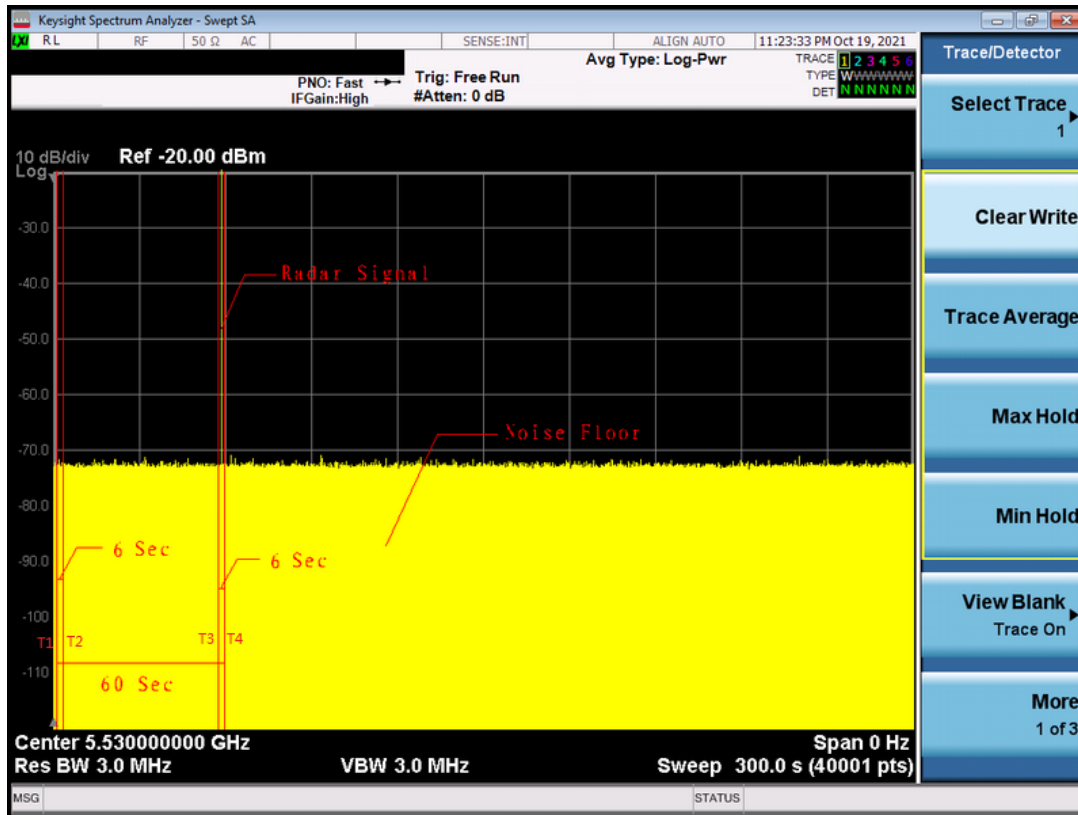 Keysight Spectrum Analyzer - Swept SA
LXI RL RF 50 Ω AC SENSE:INT ALIGN AUTO 11:23:33 PM Oct 19, 2021
Trace/Detector
Avg Type: Log-Pwr
TRACE 1 2 3 4 5 6
PNO: Fast
Trig: Free Run
TYPE WWWWWW
IFGain:High
#Atten: 0 dB
DET N N N N N N
Select Trace
1
10 dB/div Ref -20.00 dBm
Log
Clear Write
-30.0
Radar Signal
-40.0
Trace Average
-50.0
-60.0
Max Hold
Noise Floor
-70.0
-80.0
Min Hold
6 Sec
6 Sec
-90.0
View Blank
Trace On
-100
T1 T2 T3 T4
-110
60 Sec
More
1 of 3
Center 5.530000000 GHz Span 0 Hz
Res BW 3.0 MHz VBW 3.0 MHz Sweep 300.0 s (40001 pts)
MSG STATUS